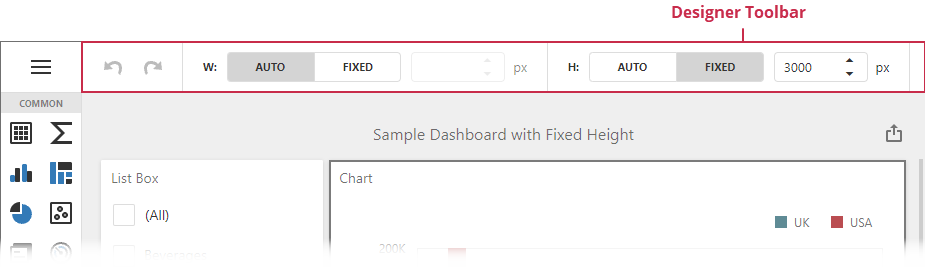 Designer Toolbar
W: AUTO FIXED px H: AUTO FIXED 3000 px
COMMON
Sample Dashboard with Fixed Height
List Box
Chart
(All)
UK USA
Beverages
200K